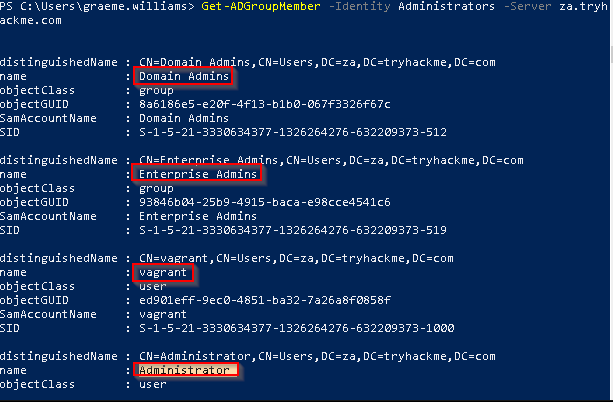 PS C:\Users\graeme.williams> Get-ADGroupMember -Identity Administrators -Server za.tryh
ackme.com
distinguishedName : CN=Domain Admins,CN=Users,DC=za,DC=tryhackme,DC=com
name : Domain Admins
objectClass : group
objectGUID : 8a6186e5-e20f-4f13-b1b0-067f3326f67c
SamAccountName : Domain Admins
SID : S-1-5-21-3330634377-1326264276-632209373-512
distinguishedName : CN=Enterprise Admins,CN=Users,DC=za,DC=tryhackme,DC=com
name : Enterprise Admins
objectClass : group
objectGUID : 93846b04-25b9-4915-baca-e98cce4541c6
SamAccountName : Enterprise Admins
SID : S-1-5-21-3330634377-1326264276-632209373-519
distinguishedName : CN=vagrant,CN=Users,DC=za,DC=tryhackme,DC=com
name : vagrant
objectClass : user
objectGUID : ed901eff-9ec0-4851-ba32-7a26a8f0858f
SamAccountName : vagrant
SID : S-1-5-21-3330634377-1326264276-632209373-1000
distinguishedName : CN=Administrator,CN=Users,DC=za,DC=tryhackme,DC=com
name : Administrator
objectClass : user